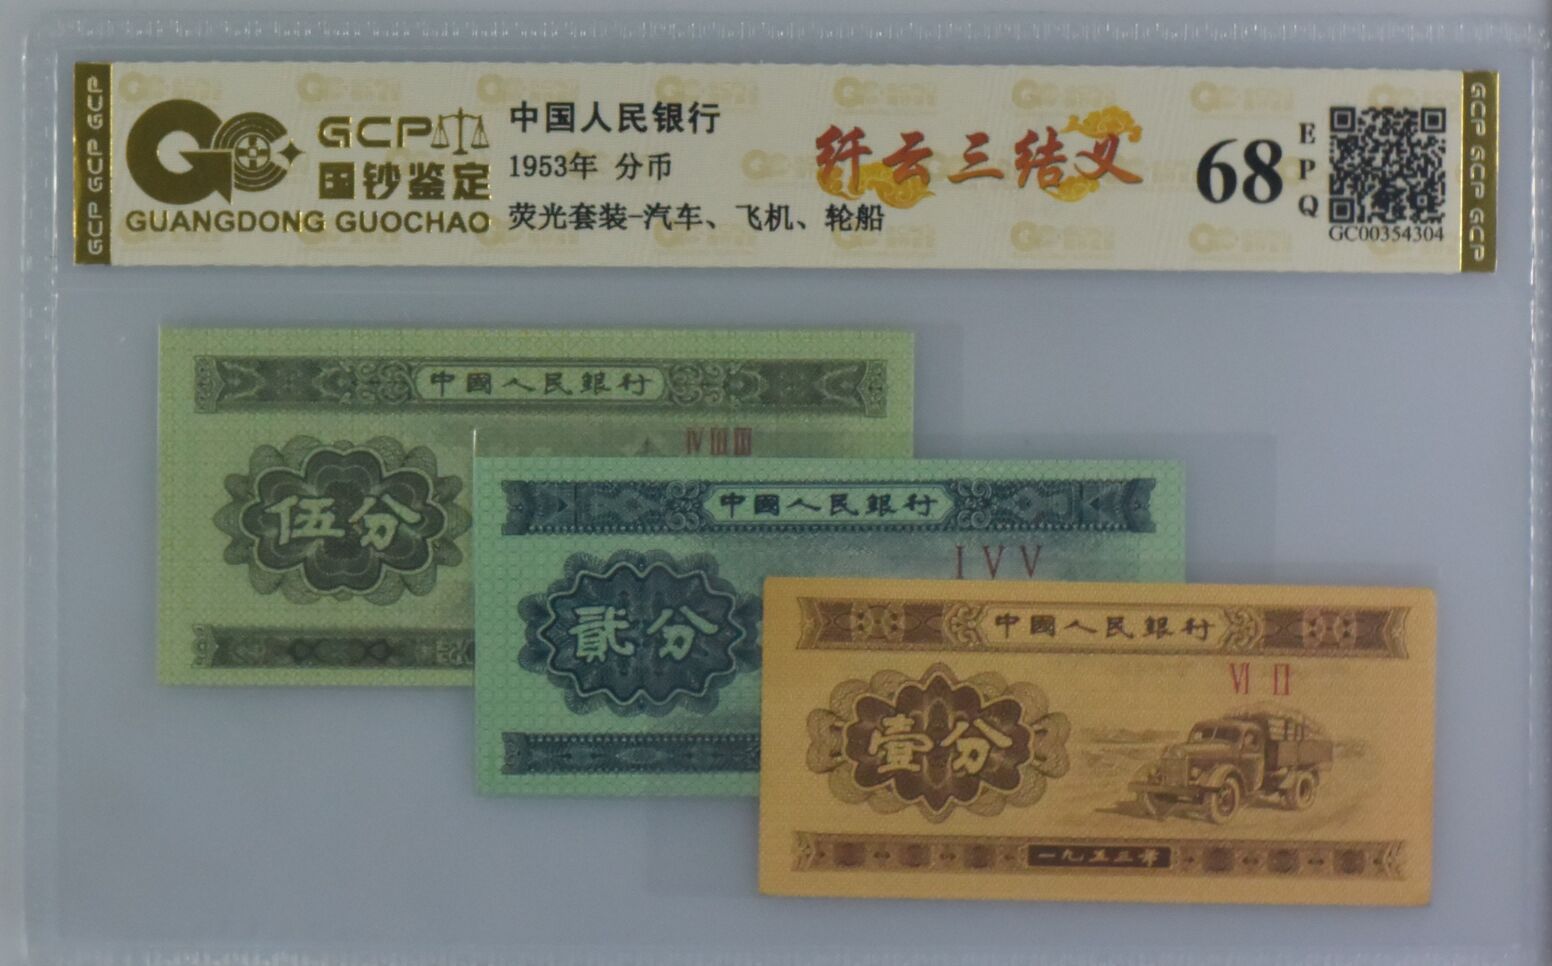 GCP GCP GCP
GCP
国钞鉴定
GUANGDONG GUOCHAO
中国人民银行
1953年 分币
荧光套装-汽车、飞机、轮船
纤云三结义
68
EPQ
GC00354304
GCP GCP GCP
中國人民銀行
ⅣⅢⅢ
伍分
中國人民銀行
ⅠⅤⅤ
貳分
中國人民銀行
Ⅵ Ⅱ
壹分
一九五三年